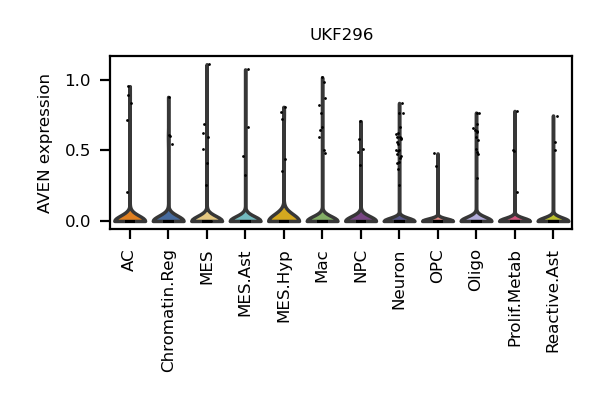 UKF296
AVEN expression
1.0
0.5
0.0
AC
Chromatin.Reg
MES
MES.Ast
MES.Hyp
Mac
NPC
Neuron
OPC
Oligo
Prolif.Metab
Reactive.Ast